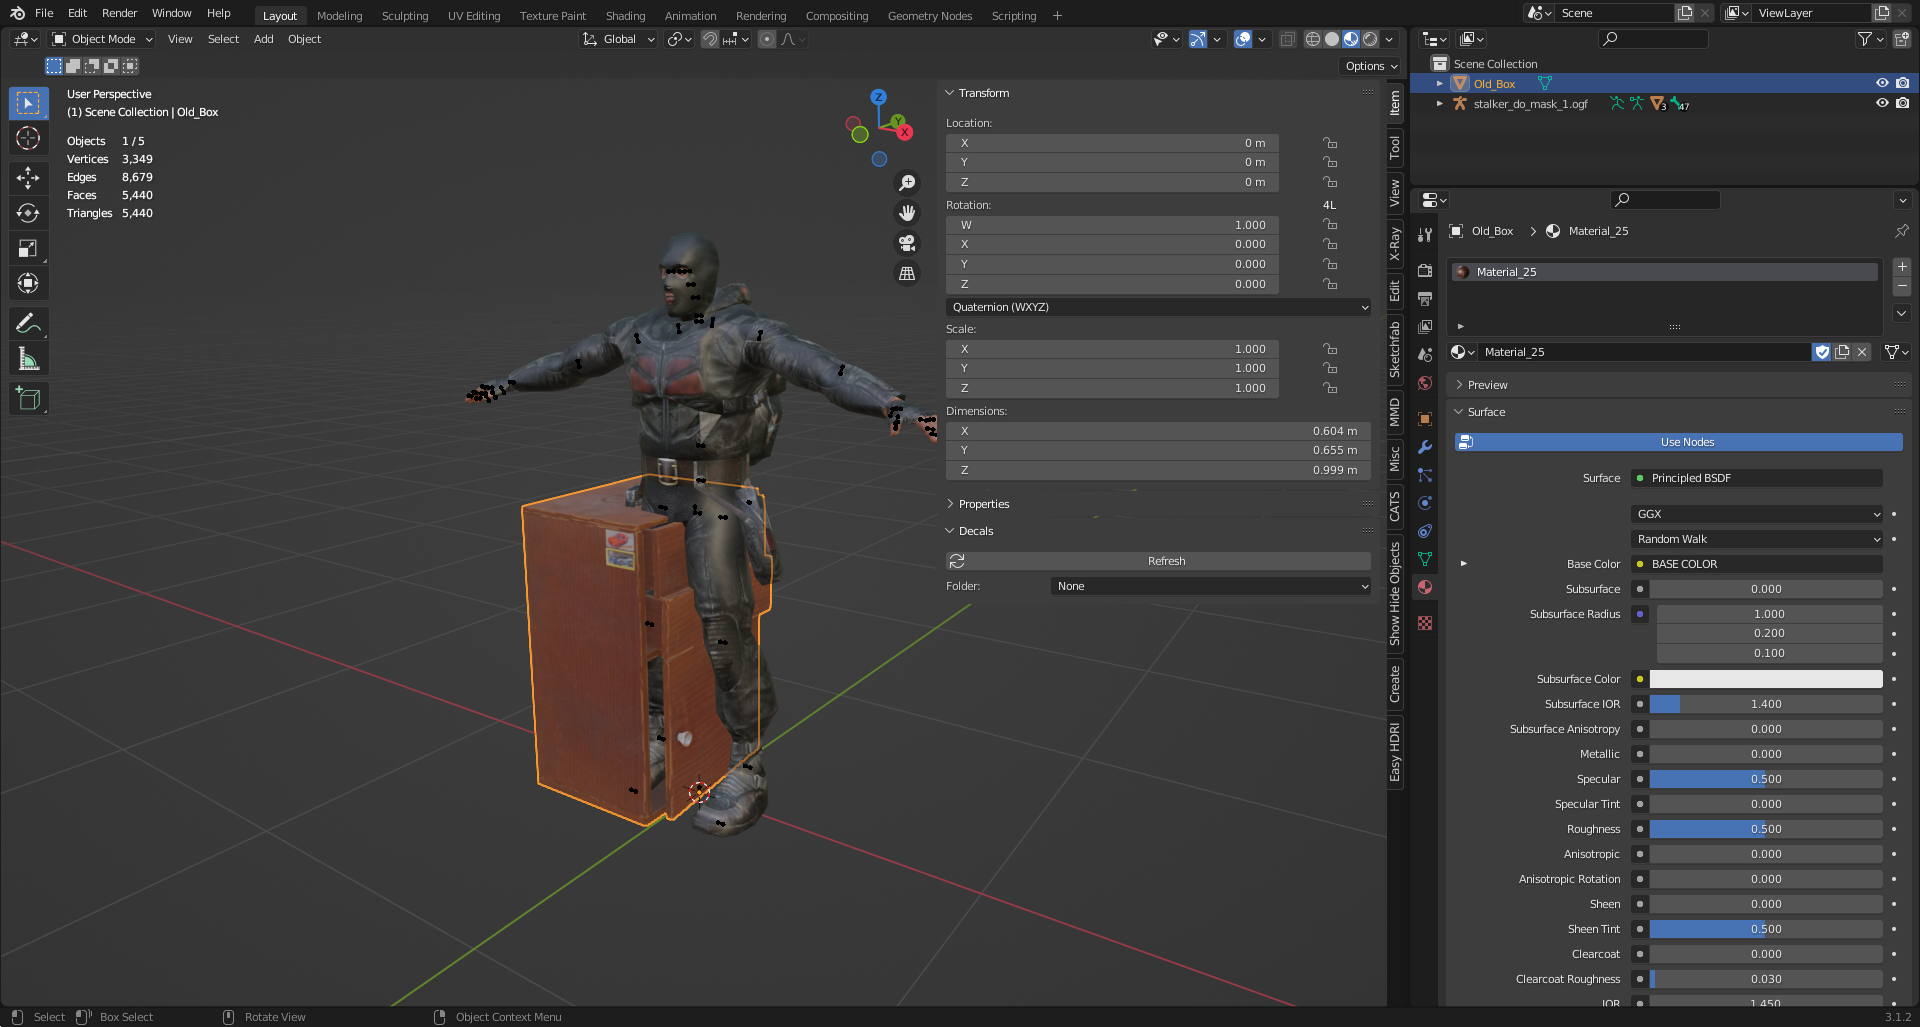 File Edit Render Window Help
Layout Modeling Sculpting UV Editing Texture Paint Shading Animation Rendering Compositing Geometry Nodes Scripting +
Scene
ViewLayer
Object Mode View Select Add Object
Global
Options
User Perspective
(1) Scene Collection | Old_Box
Objects 1 / 5
Vertices 3,349
Edges 8,679
Faces 5,440
Triangles 5,440
Z
Y
X
Transform
Location:
X 0 m
Y 0 m
Z 0 m
Rotation: 4L
W 1.000
X 0.000
Y 0.000
Z 0.000
Quaternion (WXYZ)
Scale:
X 1.000
Y 1.000
Z 1.000
Dimensions:
X 0.604 m
Y 0.655 m
Z 0.999 m
Properties
Decals
Refresh
Folder: None
Item
Tool
View
X-Ray
Edit
Sketchfab
MMD
Misc
CATS
Show Hide Objects
Create
Easy HDRI
Scene Collection
Old_Box
stalker_do_mask_1.ogf 3 47
Old_Box > Material_25
Material_25
Material_25
Preview
Surface
Use Nodes
Surface Principled BSDF
GGX
Random Walk
Base Color BASE COLOR
Subsurface 0.000
Subsurface Radius 1.000
0.200
0.100
Subsurface Color
Subsurface IOR 1.400
Subsurface Anisotropy 0.000
Metallic 0.000
Specular 0.500
Specular Tint 0.000
Roughness 0.500
Anisotropic 0.000
Anisotropic Rotation 0.000
Sheen 0.000
Sheen Tint 0.500
Clearcoat 0.000
Clearcoat Roughness 0.030
IOR 1.450
Select Box Select Rotate View Object Context Menu 3.1.2